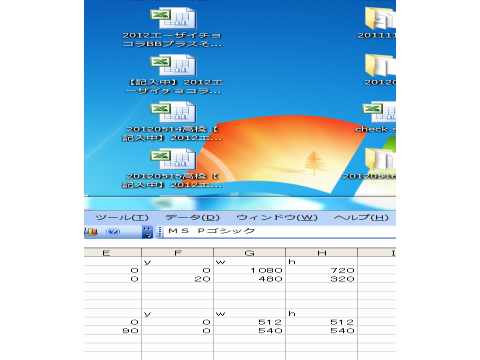 2012エーザイチョ
コラBBプラスそ...
201111
【記入中】2012エ
ーザイチョコラ...
20120
20120514高橋【
記入中】2012エ...
check s
20120515高橋【
記入中】2012エ...
20120516
ツール(T) データ(D) ウィンドウ(W) ヘルプ(H)
ＭＳ Ｐゴシック
E F G H I
y w h
0 0 1080 720
0 20 480 320
y w h
0 0 512 512
90 0 540 540